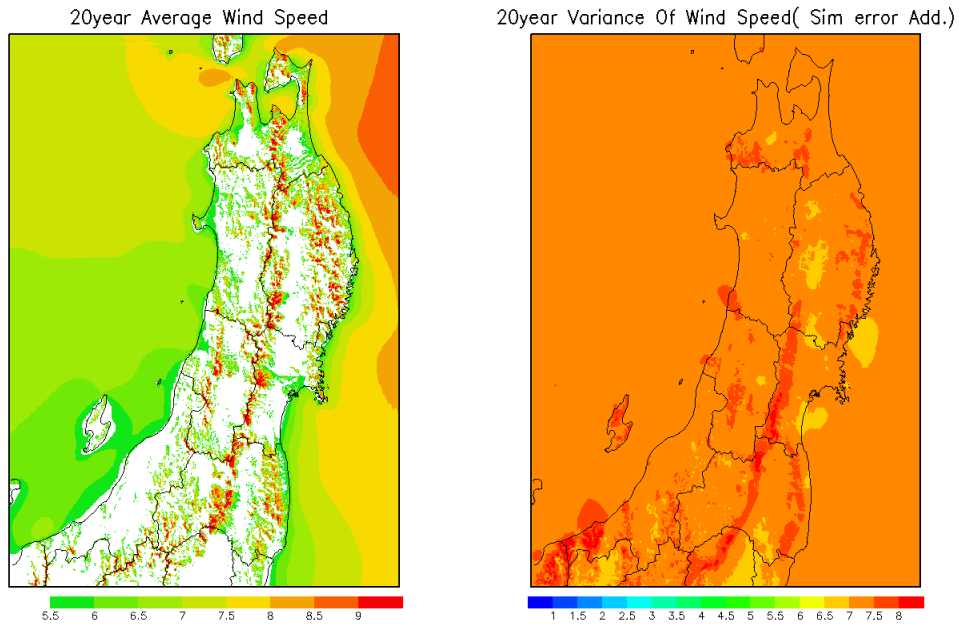 20year Average Wind Speed
20year Variance Of Wind Speed( Sim error Add.)
5.5 6 6.5 7 7.5 8 8.5 9
1 1.5 2 2.5 3 3.5 4 4.5 5 5.5 6 6.5 7 7.5 8